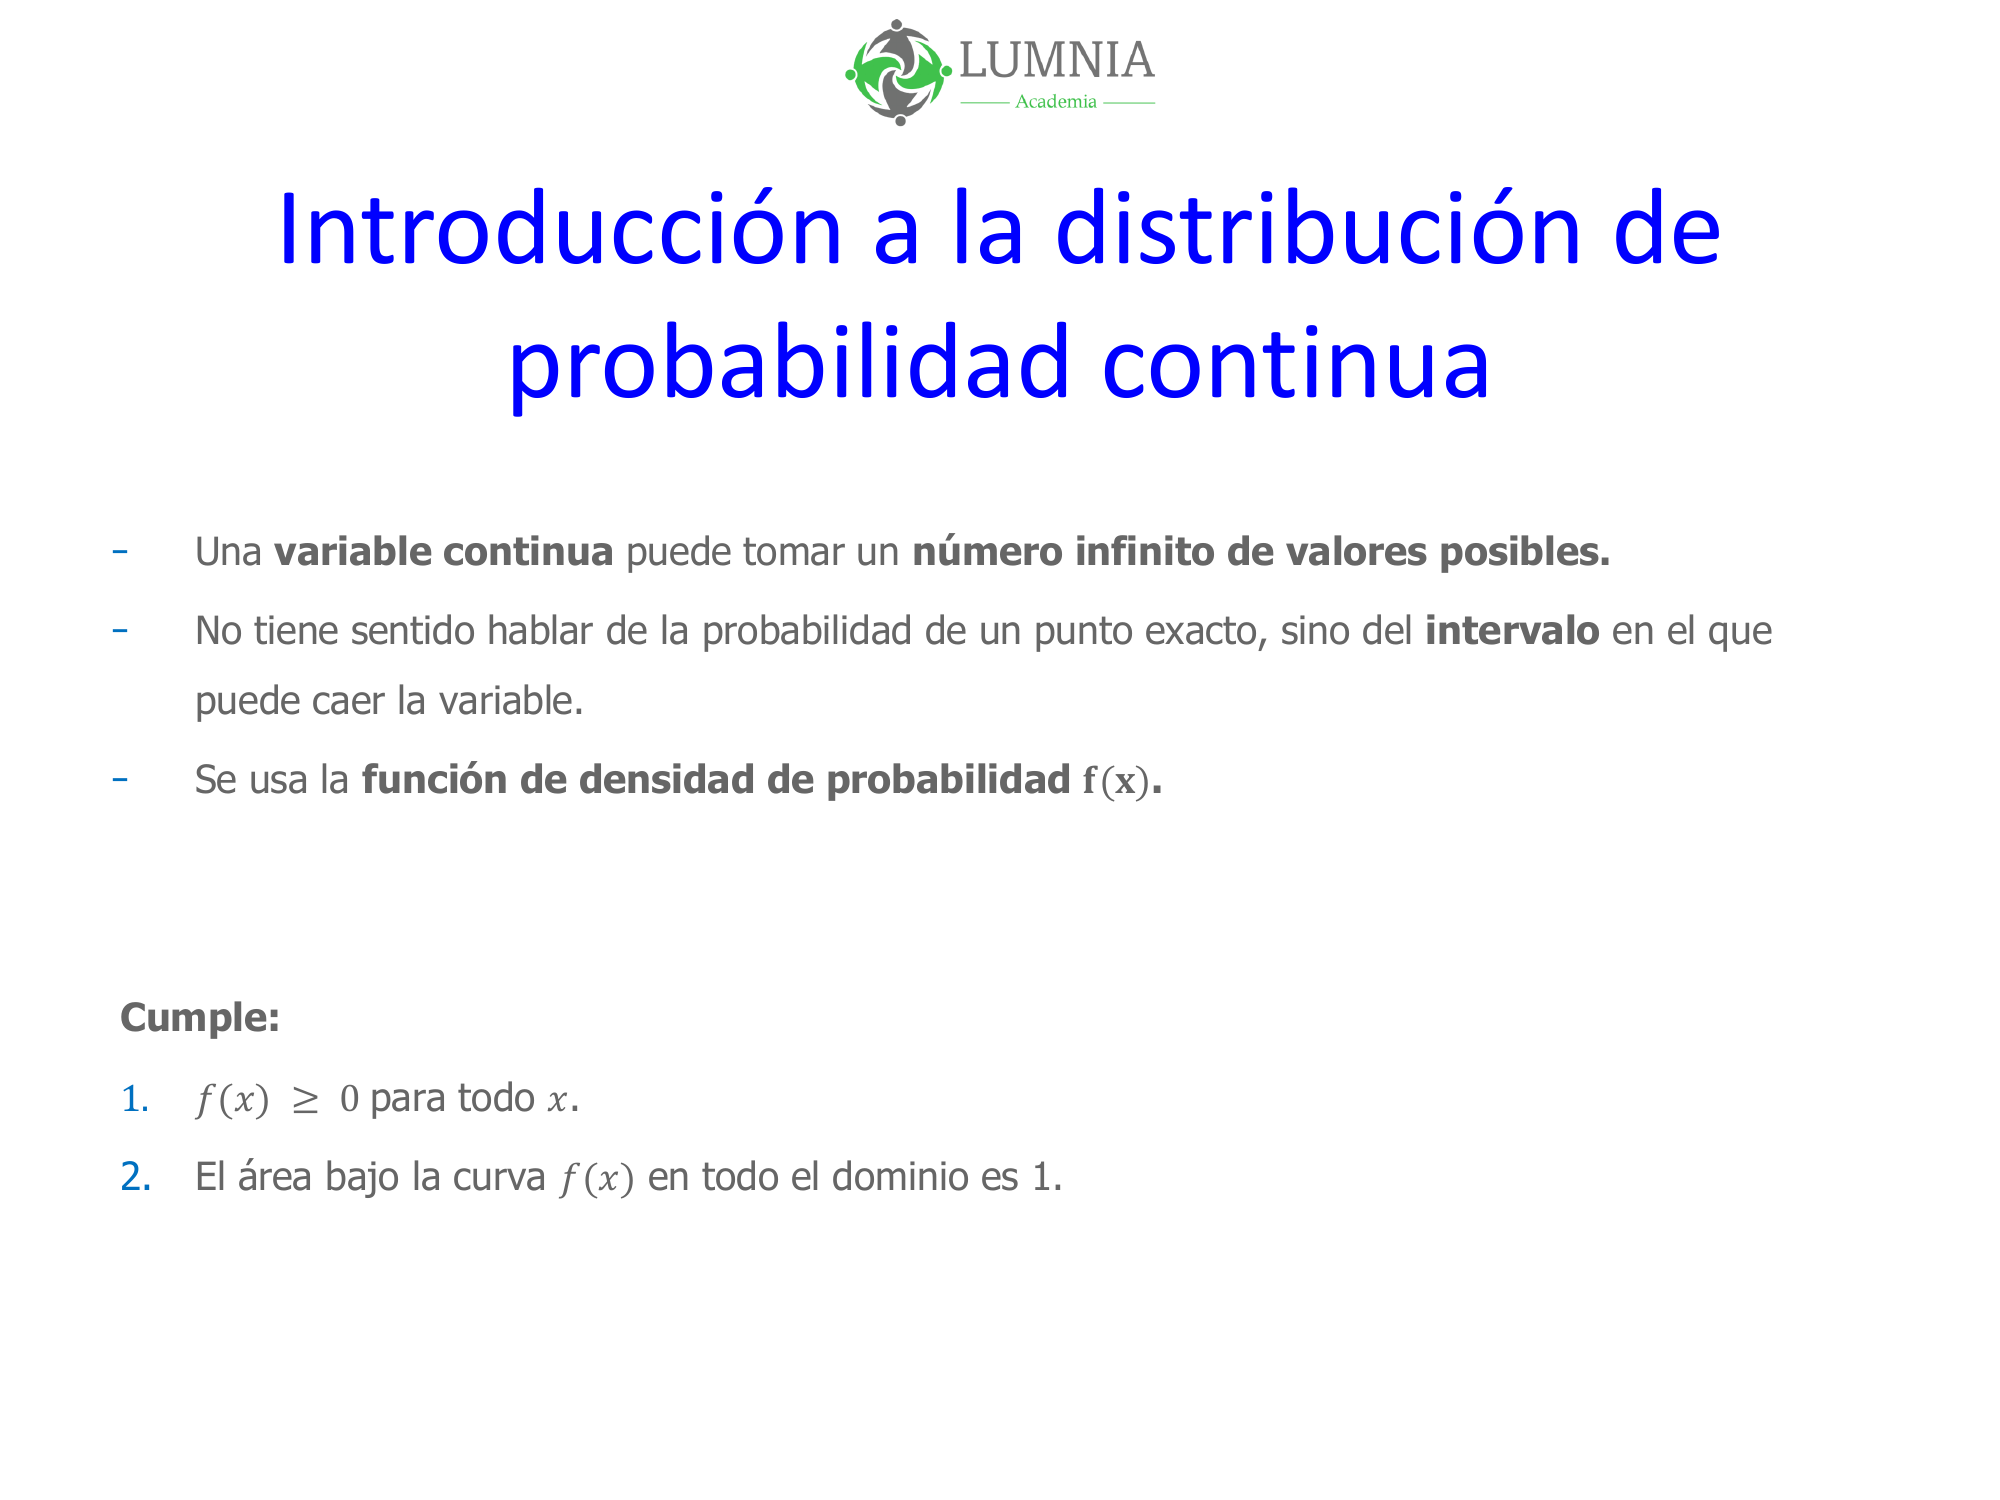 LUMNIA
Academia
Introducción a la distribución de
probabilidad continua
- Una variable continua puede tomar un número infinito de valores posibles.
- No tiene sentido hablar de la probabilidad de un punto exacto, sino del intervalo en el que
puede caer la variable.
- Se usa la función de densidad de probabilidad f(x).
Cumple:
1. f(x) ≥ 0 para todo x.
2. El área bajo la curva f(x) en todo el dominio es 1.